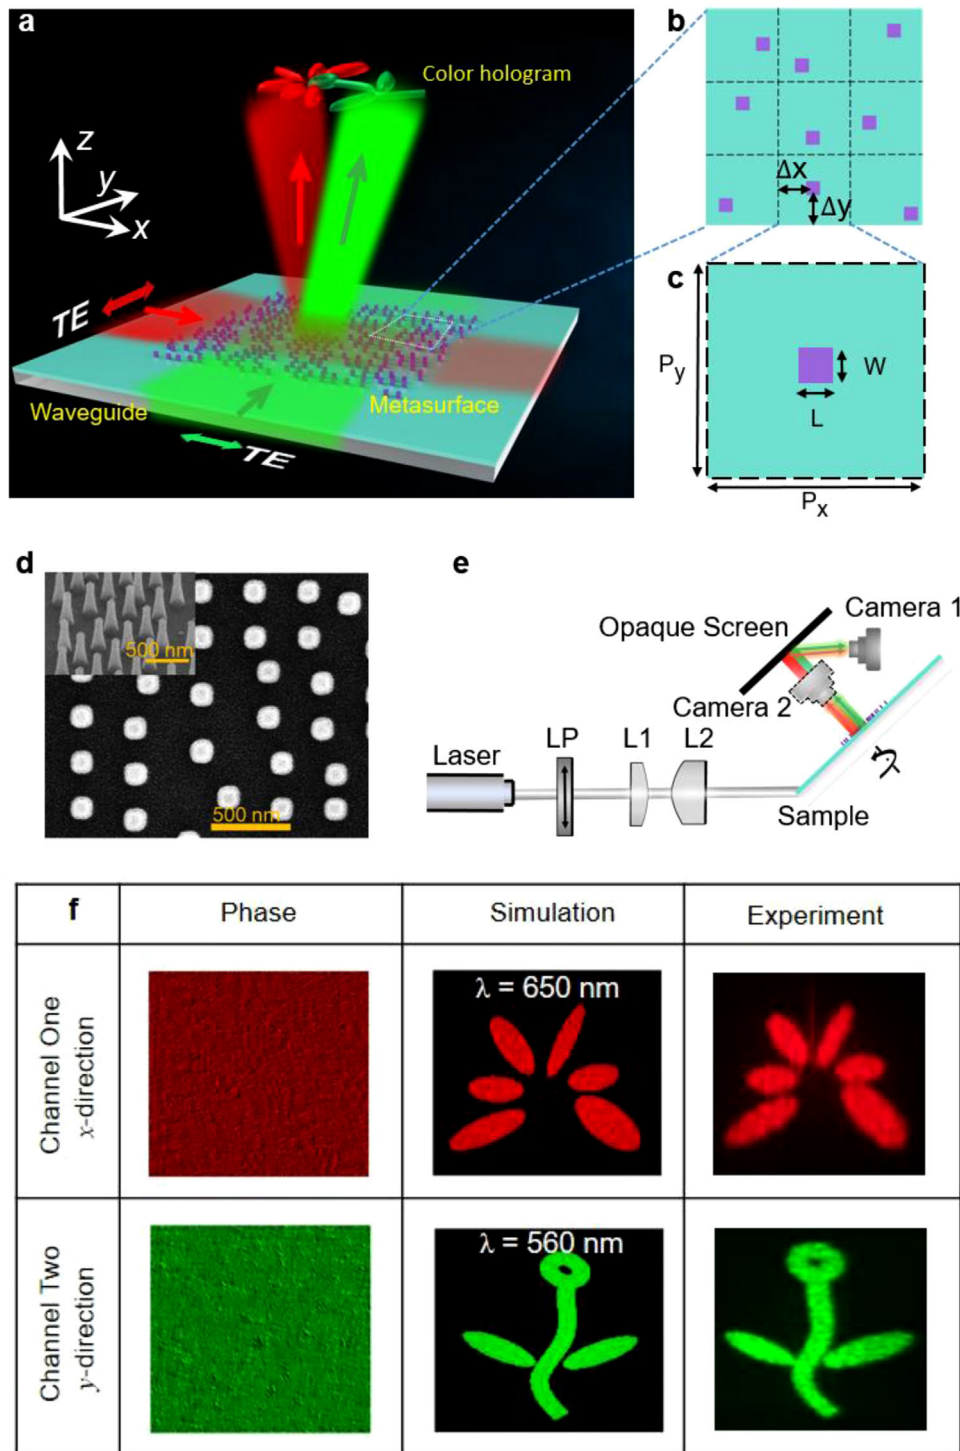 a
Color hologram
z
y
x
TE
Waveguide
Metasurface
TE
b
Δx
Δy
c
Py
W
L
Px
d
500 nm
500 nm
e
Camera 1
Opaque Screen
Camera 2
Laser
LP
L1
L2
Sample
f
Phase
Simulation
Experiment
Channel One
x-direction
λ = 650 nm
Channel Two
y-direction
λ = 560 nm